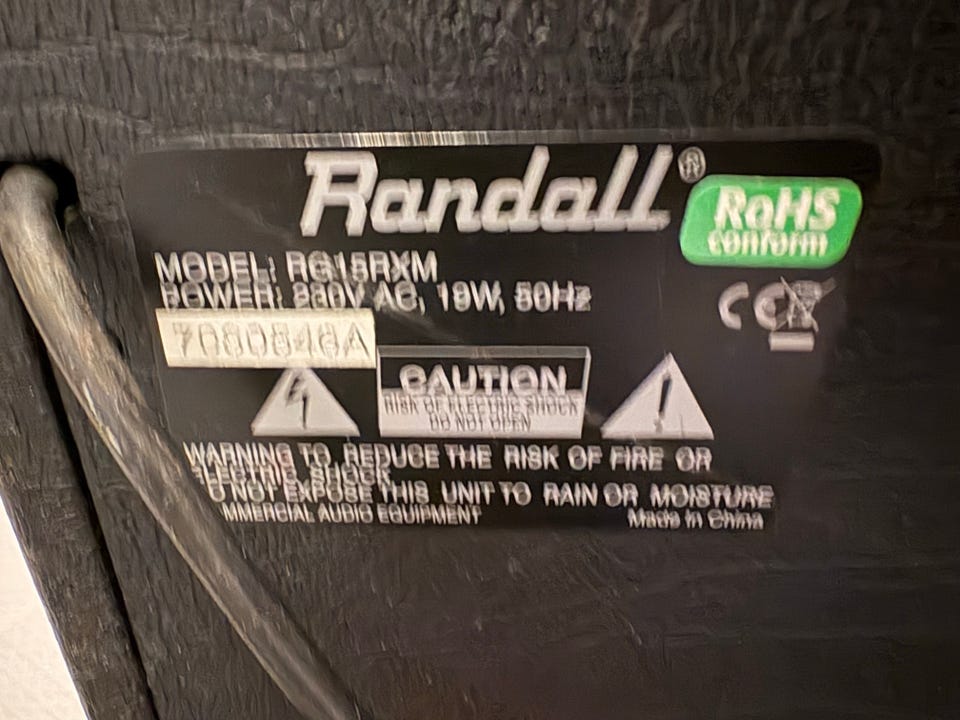 Randall®
RoHS
conform
MODEL: RG15RXM
POWER: 230V AC, 19W, 50Hz
CE
CAUTION
RISK OF ELECTRIC SHOCK
DO NOT OPEN
WARNING TO REDUCE THE RISK OF FIRE OR
ELECTRIC SHOCK
DO NOT EXPOSE THIS UNIT TO RAIN OR MOISTURE
MMERCIAL AUDIO EQUIPMENT
Made in China